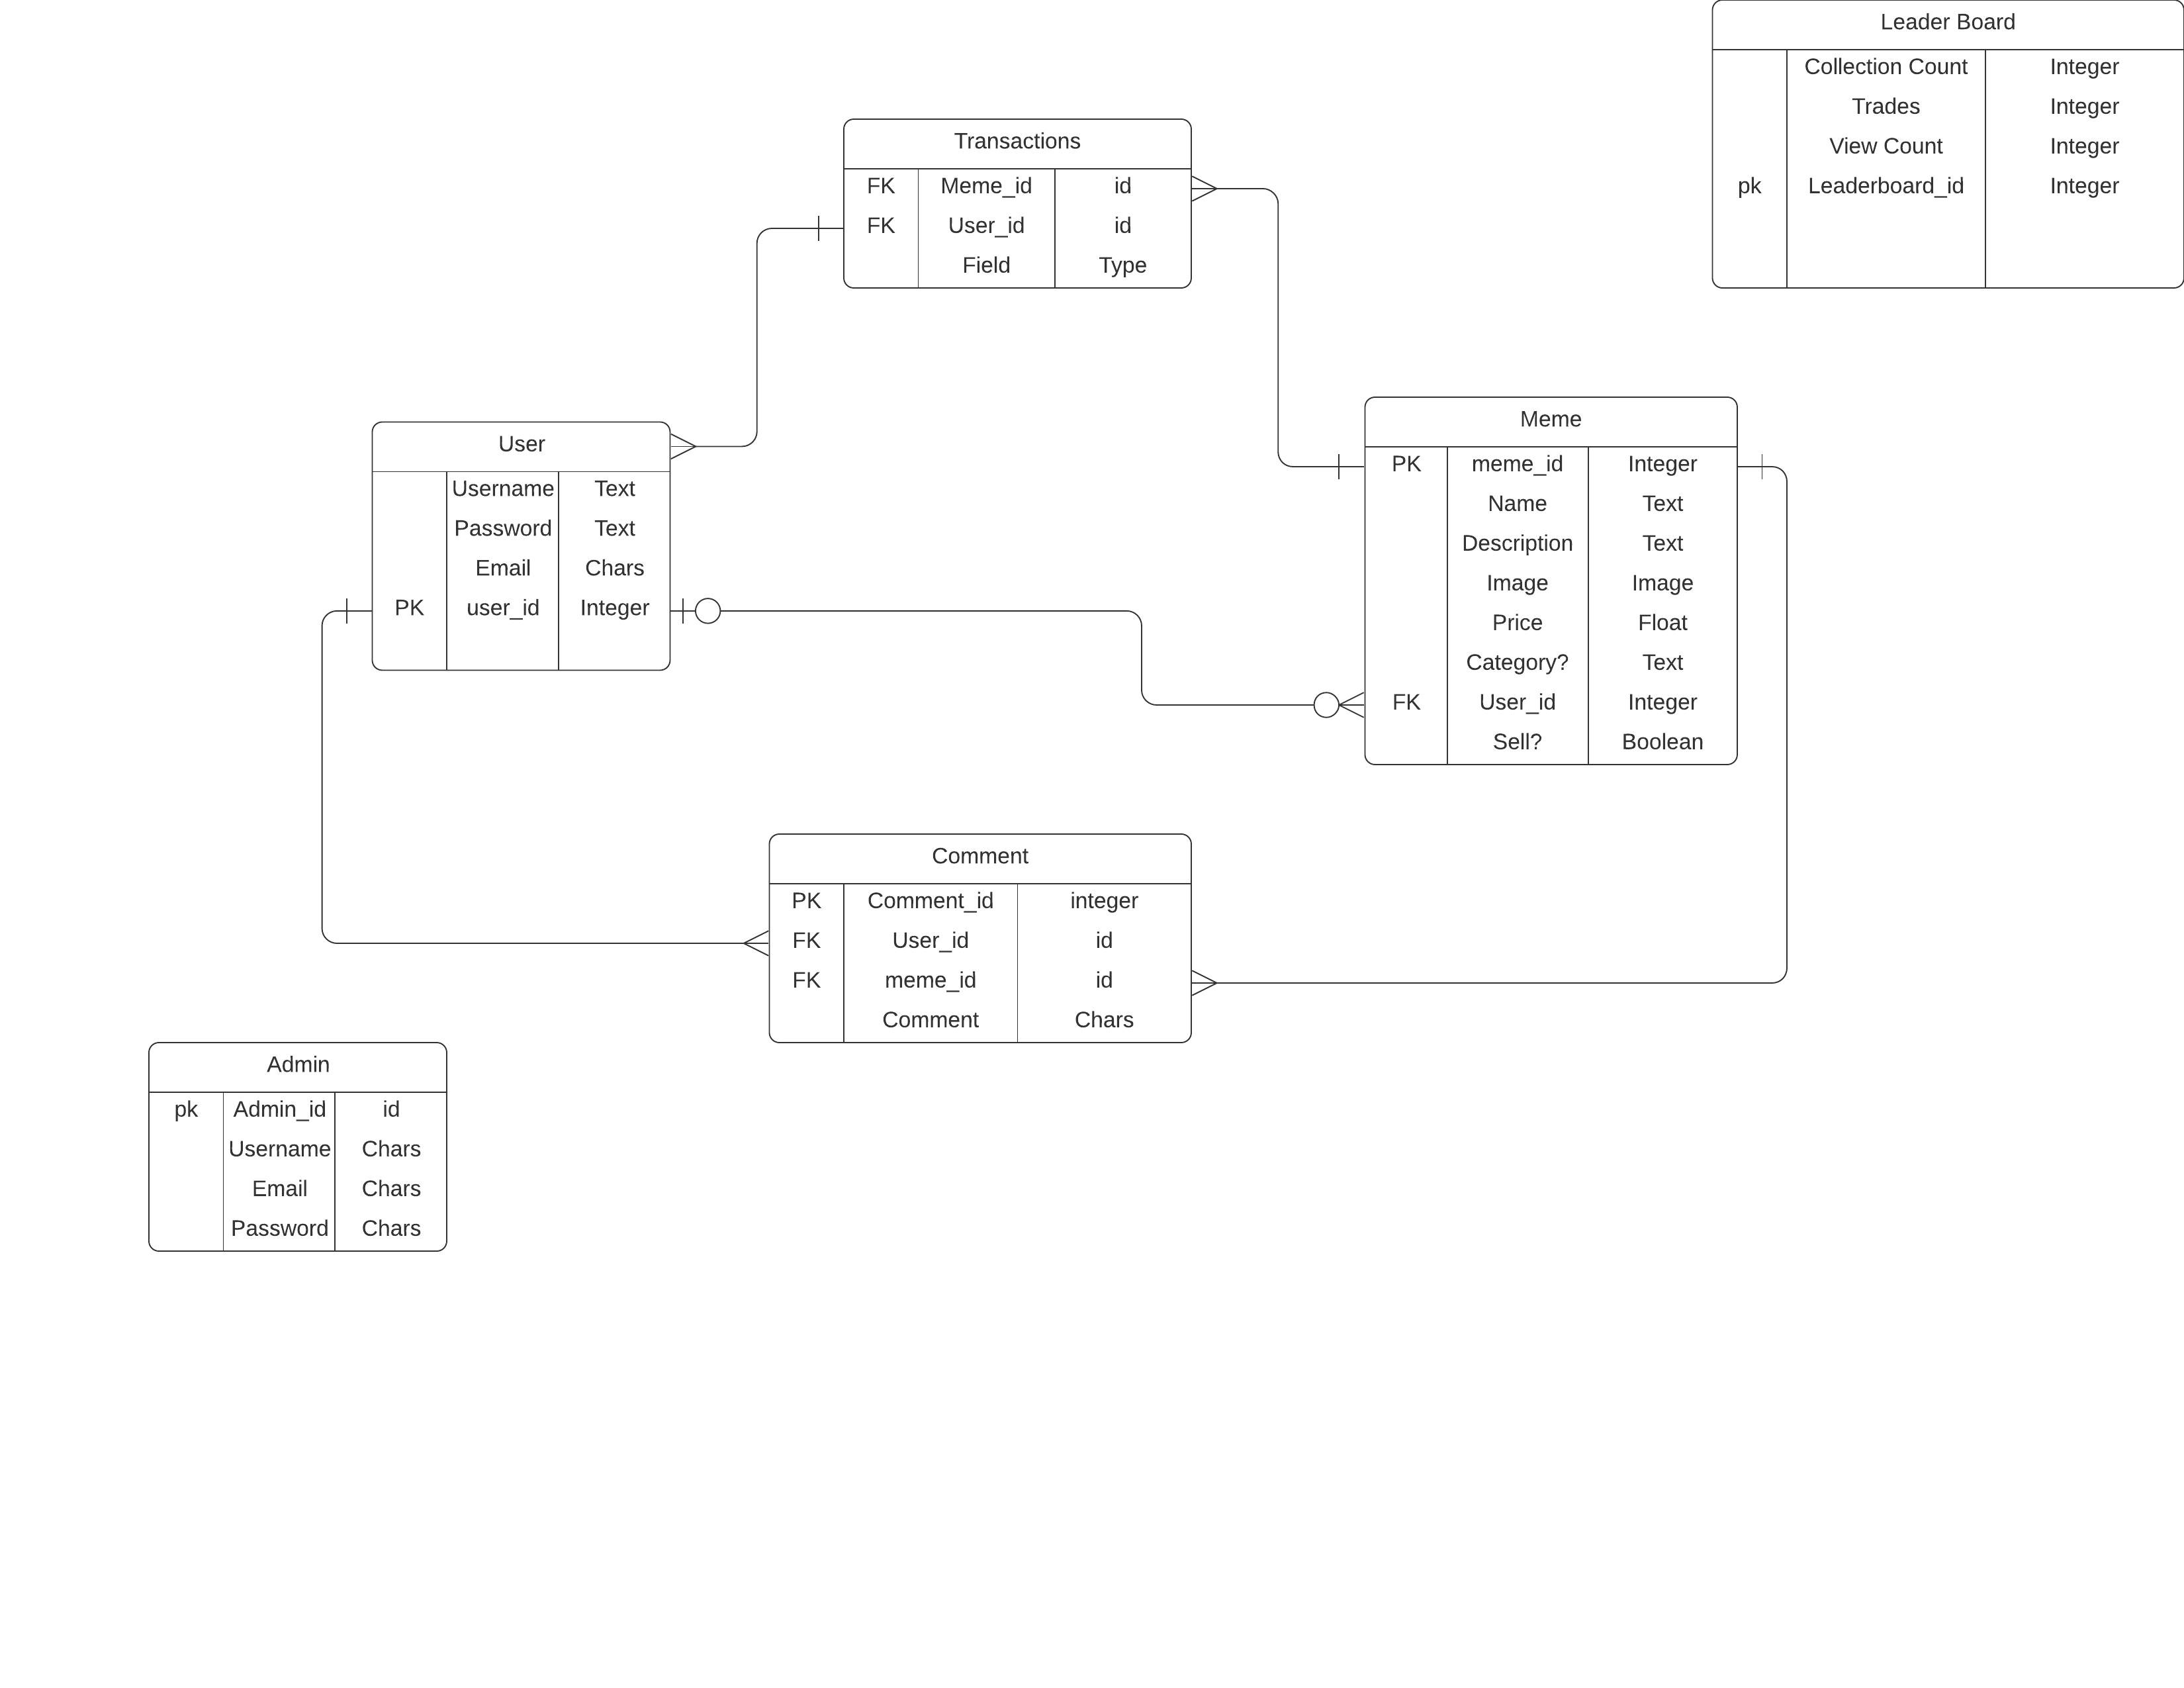 Leader Board
Collection Count Integer
Trades Integer
View Count Integer
pk Leaderboard_id Integer
Transactions
FK Meme_id id
FK User_id id
Field Type
User
Username Text
Password Text
Email Chars
PK user_id Integer
Meme
PK meme_id Integer
Name Text
Description Text
Image Image
Price Float
Category? Text
FK User_id Integer
Sell? Boolean
Comment
PK Comment_id integer
FK User_id id
FK meme_id id
Comment Chars
Admin
pk Admin_id id
Username Chars
Email Chars
Password Chars